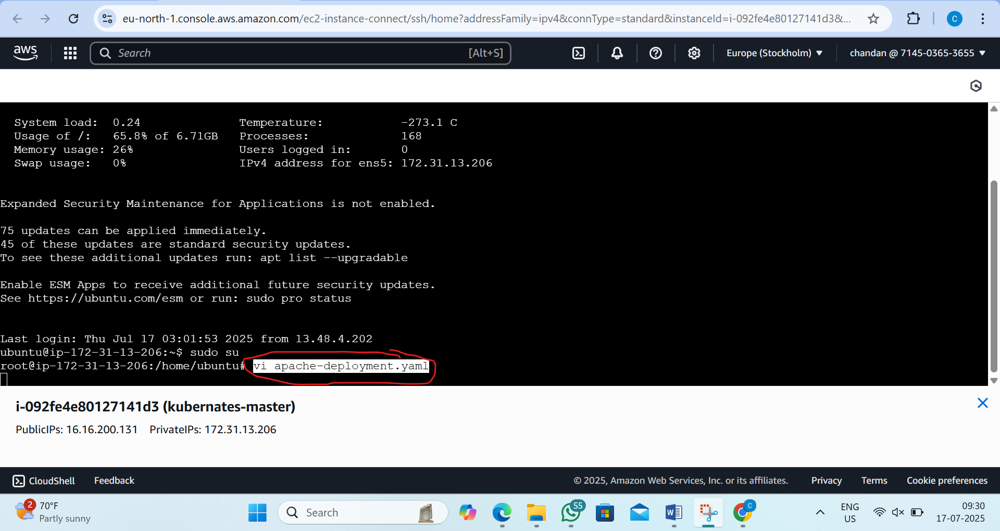 eu-north-1.console.aws.amazon.com/ec2-instance-connect/ssh/home?addressFamily=ipv4&connType=standard&instanceId=i-092fe4e80127141d3&...
C
aws
Search [Alt+S]
Europe (Stockholm) ▼
chandan @ 7145-0365-3655 ▼
System load: 0.24 Temperature: -273.1 C
Usage of /: 65.8% of 6.71GB Processes: 168
Memory usage: 26% Users logged in: 0
Swap usage: 0% IPv4 address for ens5: 172.31.13.206
Expanded Security Maintenance for Applications is not enabled.
75 updates can be applied immediately.
45 of these updates are standard security updates.
To see these additional updates run: apt list --upgradable
Enable ESM Apps to receive additional future security updates.
See https://ubuntu.com/esm or run: sudo pro status
Last login: Thu Jul 17 03:01:53 2025 from 13.48.4.202
ubuntu@ip-172-31-13-206:~$ sudo su
root@ip-172-31-13-206:/home/ubuntu# vi apache-deployment.yaml
i-092fe4e80127141d3 (kubernates-master)
PublicIPs: 16.16.200.131 PrivateIPs: 172.31.13.206
CloudShell Feedback © 2025, Amazon Web Services, Inc. or its affiliates. Privacy Terms Cookie preferences
2
70°F
Partly sunny
Search
55
W
C
ENG
US
09:30
17-07-2025